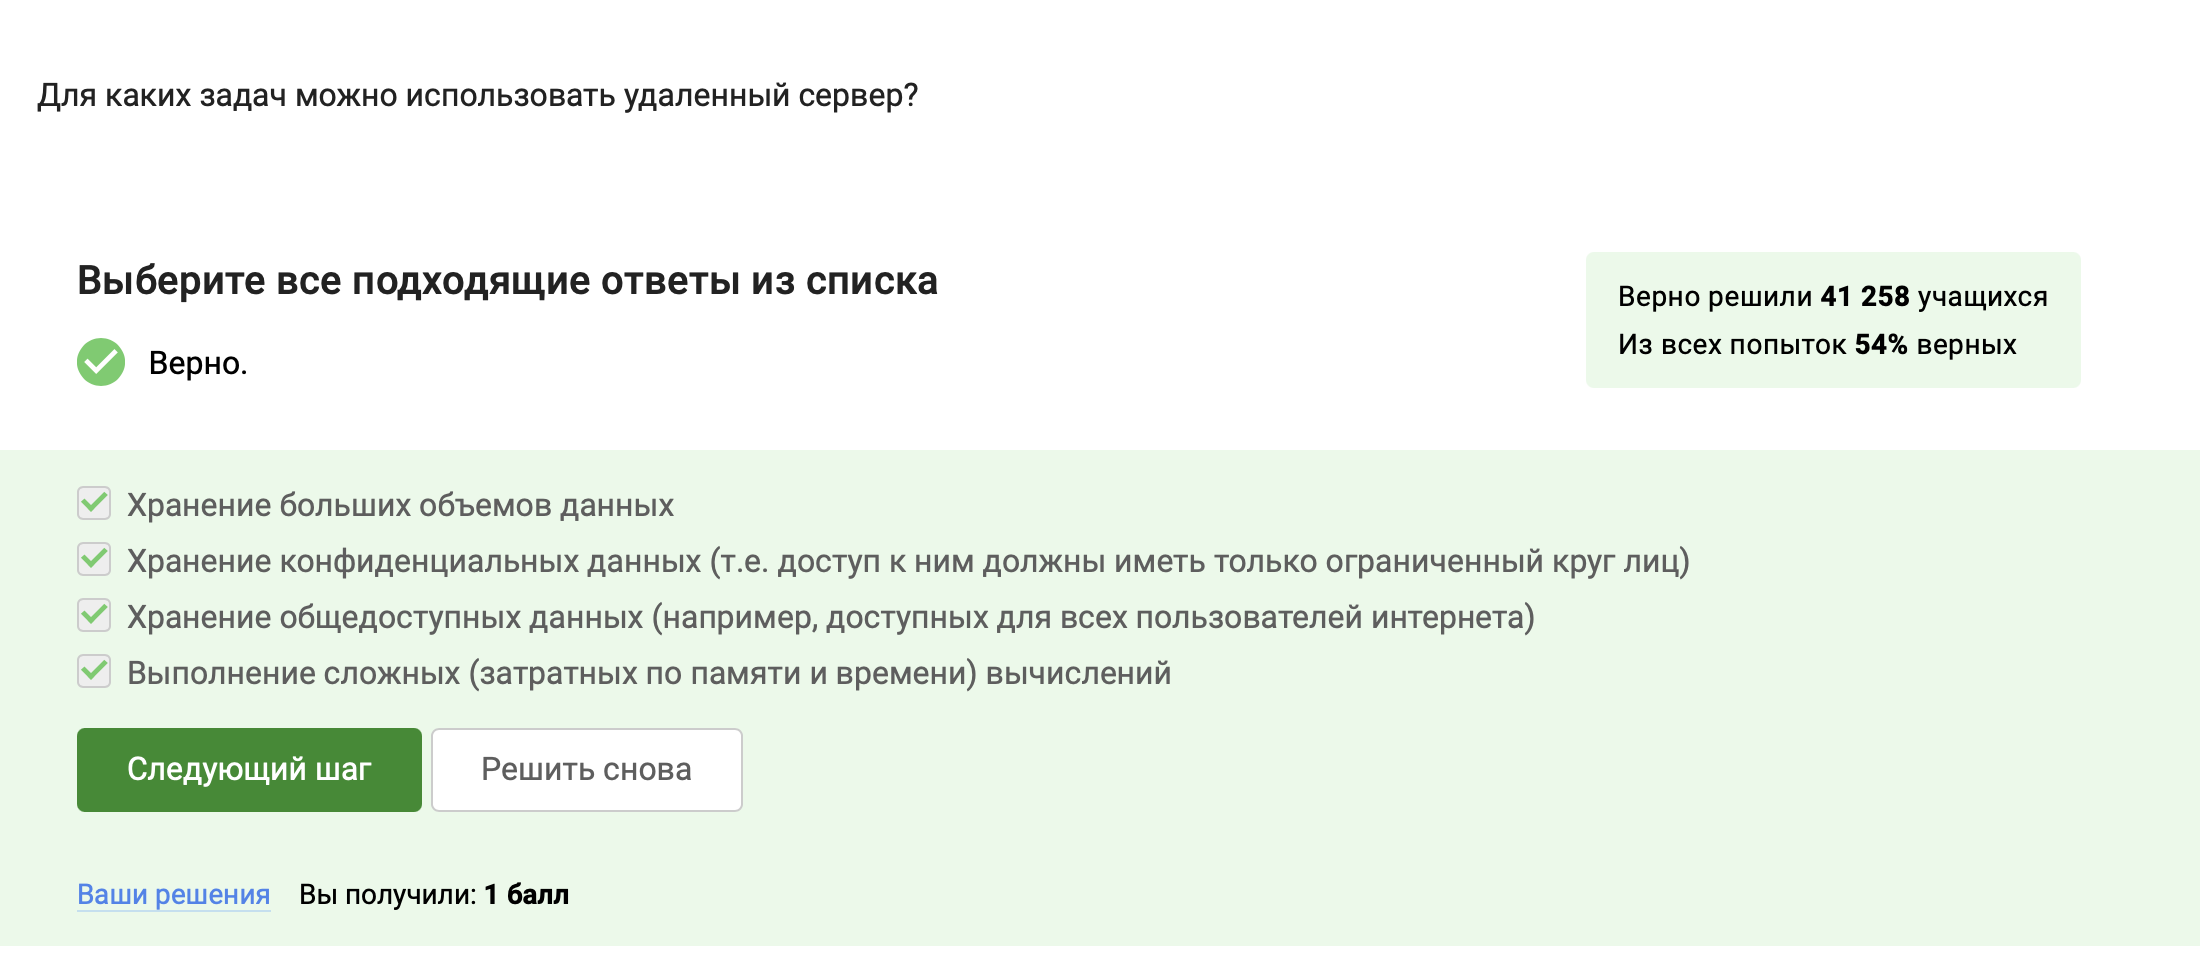 Для каких задач можно использовать удаленный сервер?
Выберите все подходящие ответы из списка
Верно.
Верно решили 41 258 учащихся
Из всех попыток 54% верных
Хранение больших объемов данных
Хранение конфиденциальных данных (т.е. доступ к ним должны иметь только ограниченный круг лиц)
Хранение общедоступных данных (например, доступных для всех пользователей интернета)
Выполнение сложных (затратных по памяти и времени) вычислений
Следующий шаг
Решить снова
Ваши решения
Вы получили: 1 балл